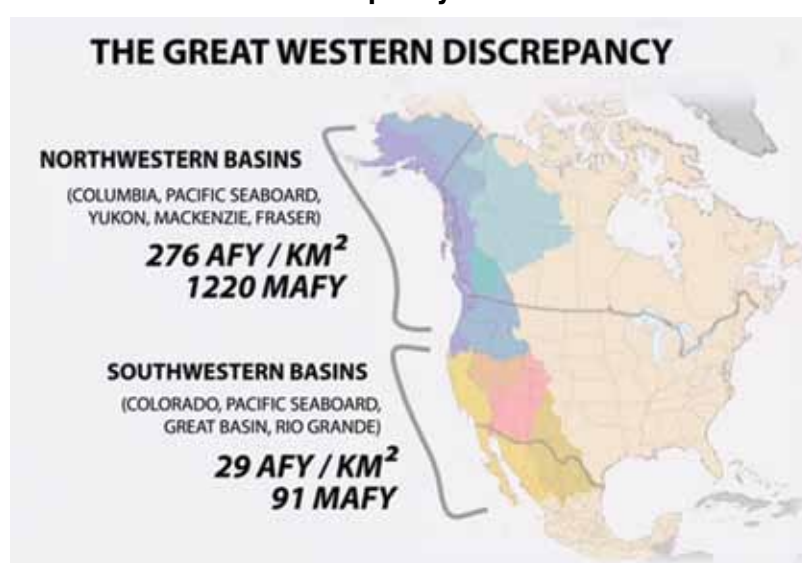 THE GREAT WESTERN DISCREPANCY
NORTHWESTERN BASINS
(COLUMBIA, PACIFIC SEABOARD,
YUKON, MACKENZIE, FRASER)
276 AFY / KM²
1220 MAFY
SOUTHWESTERN BASINS
(COLORADO, PACIFIC SEABOARD,
GREAT BASIN, RIO GRANDE)
29 AFY / KM²
91 MAFY